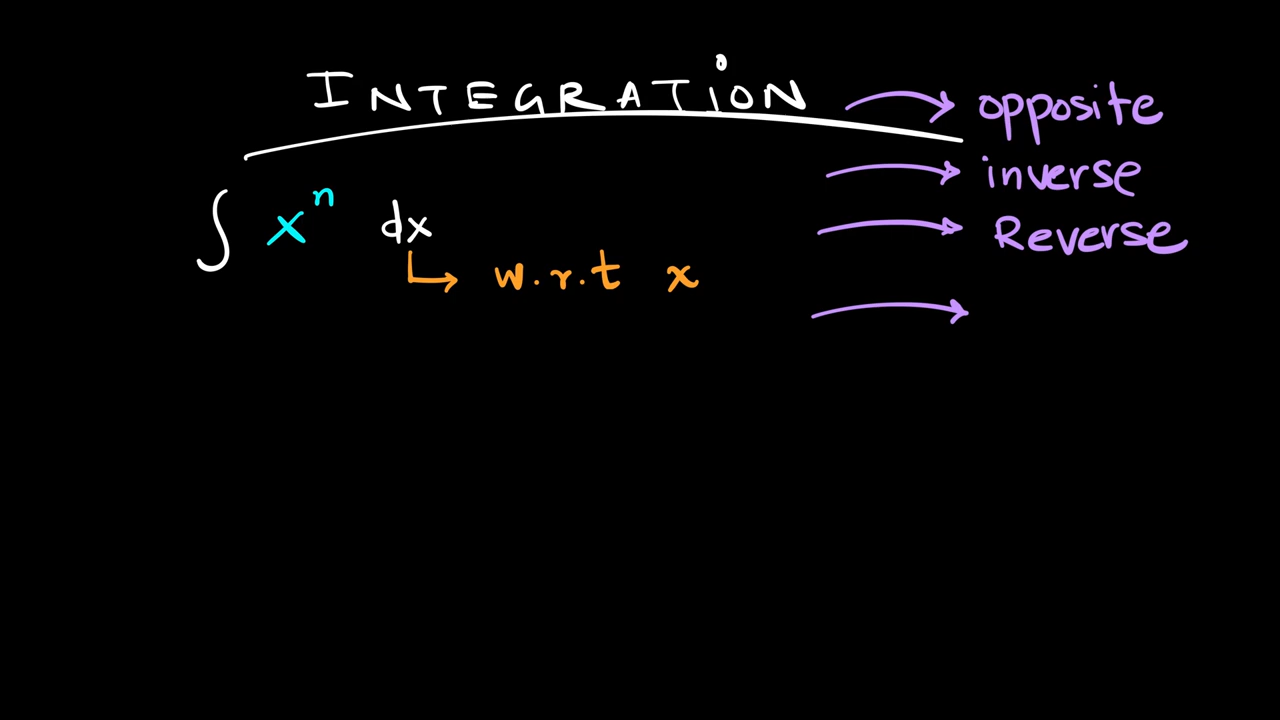 INTEGRATiON
→ opposite
→ inverse
∫ xⁿ dx
→ Reverse
↳ w.r.t x
→